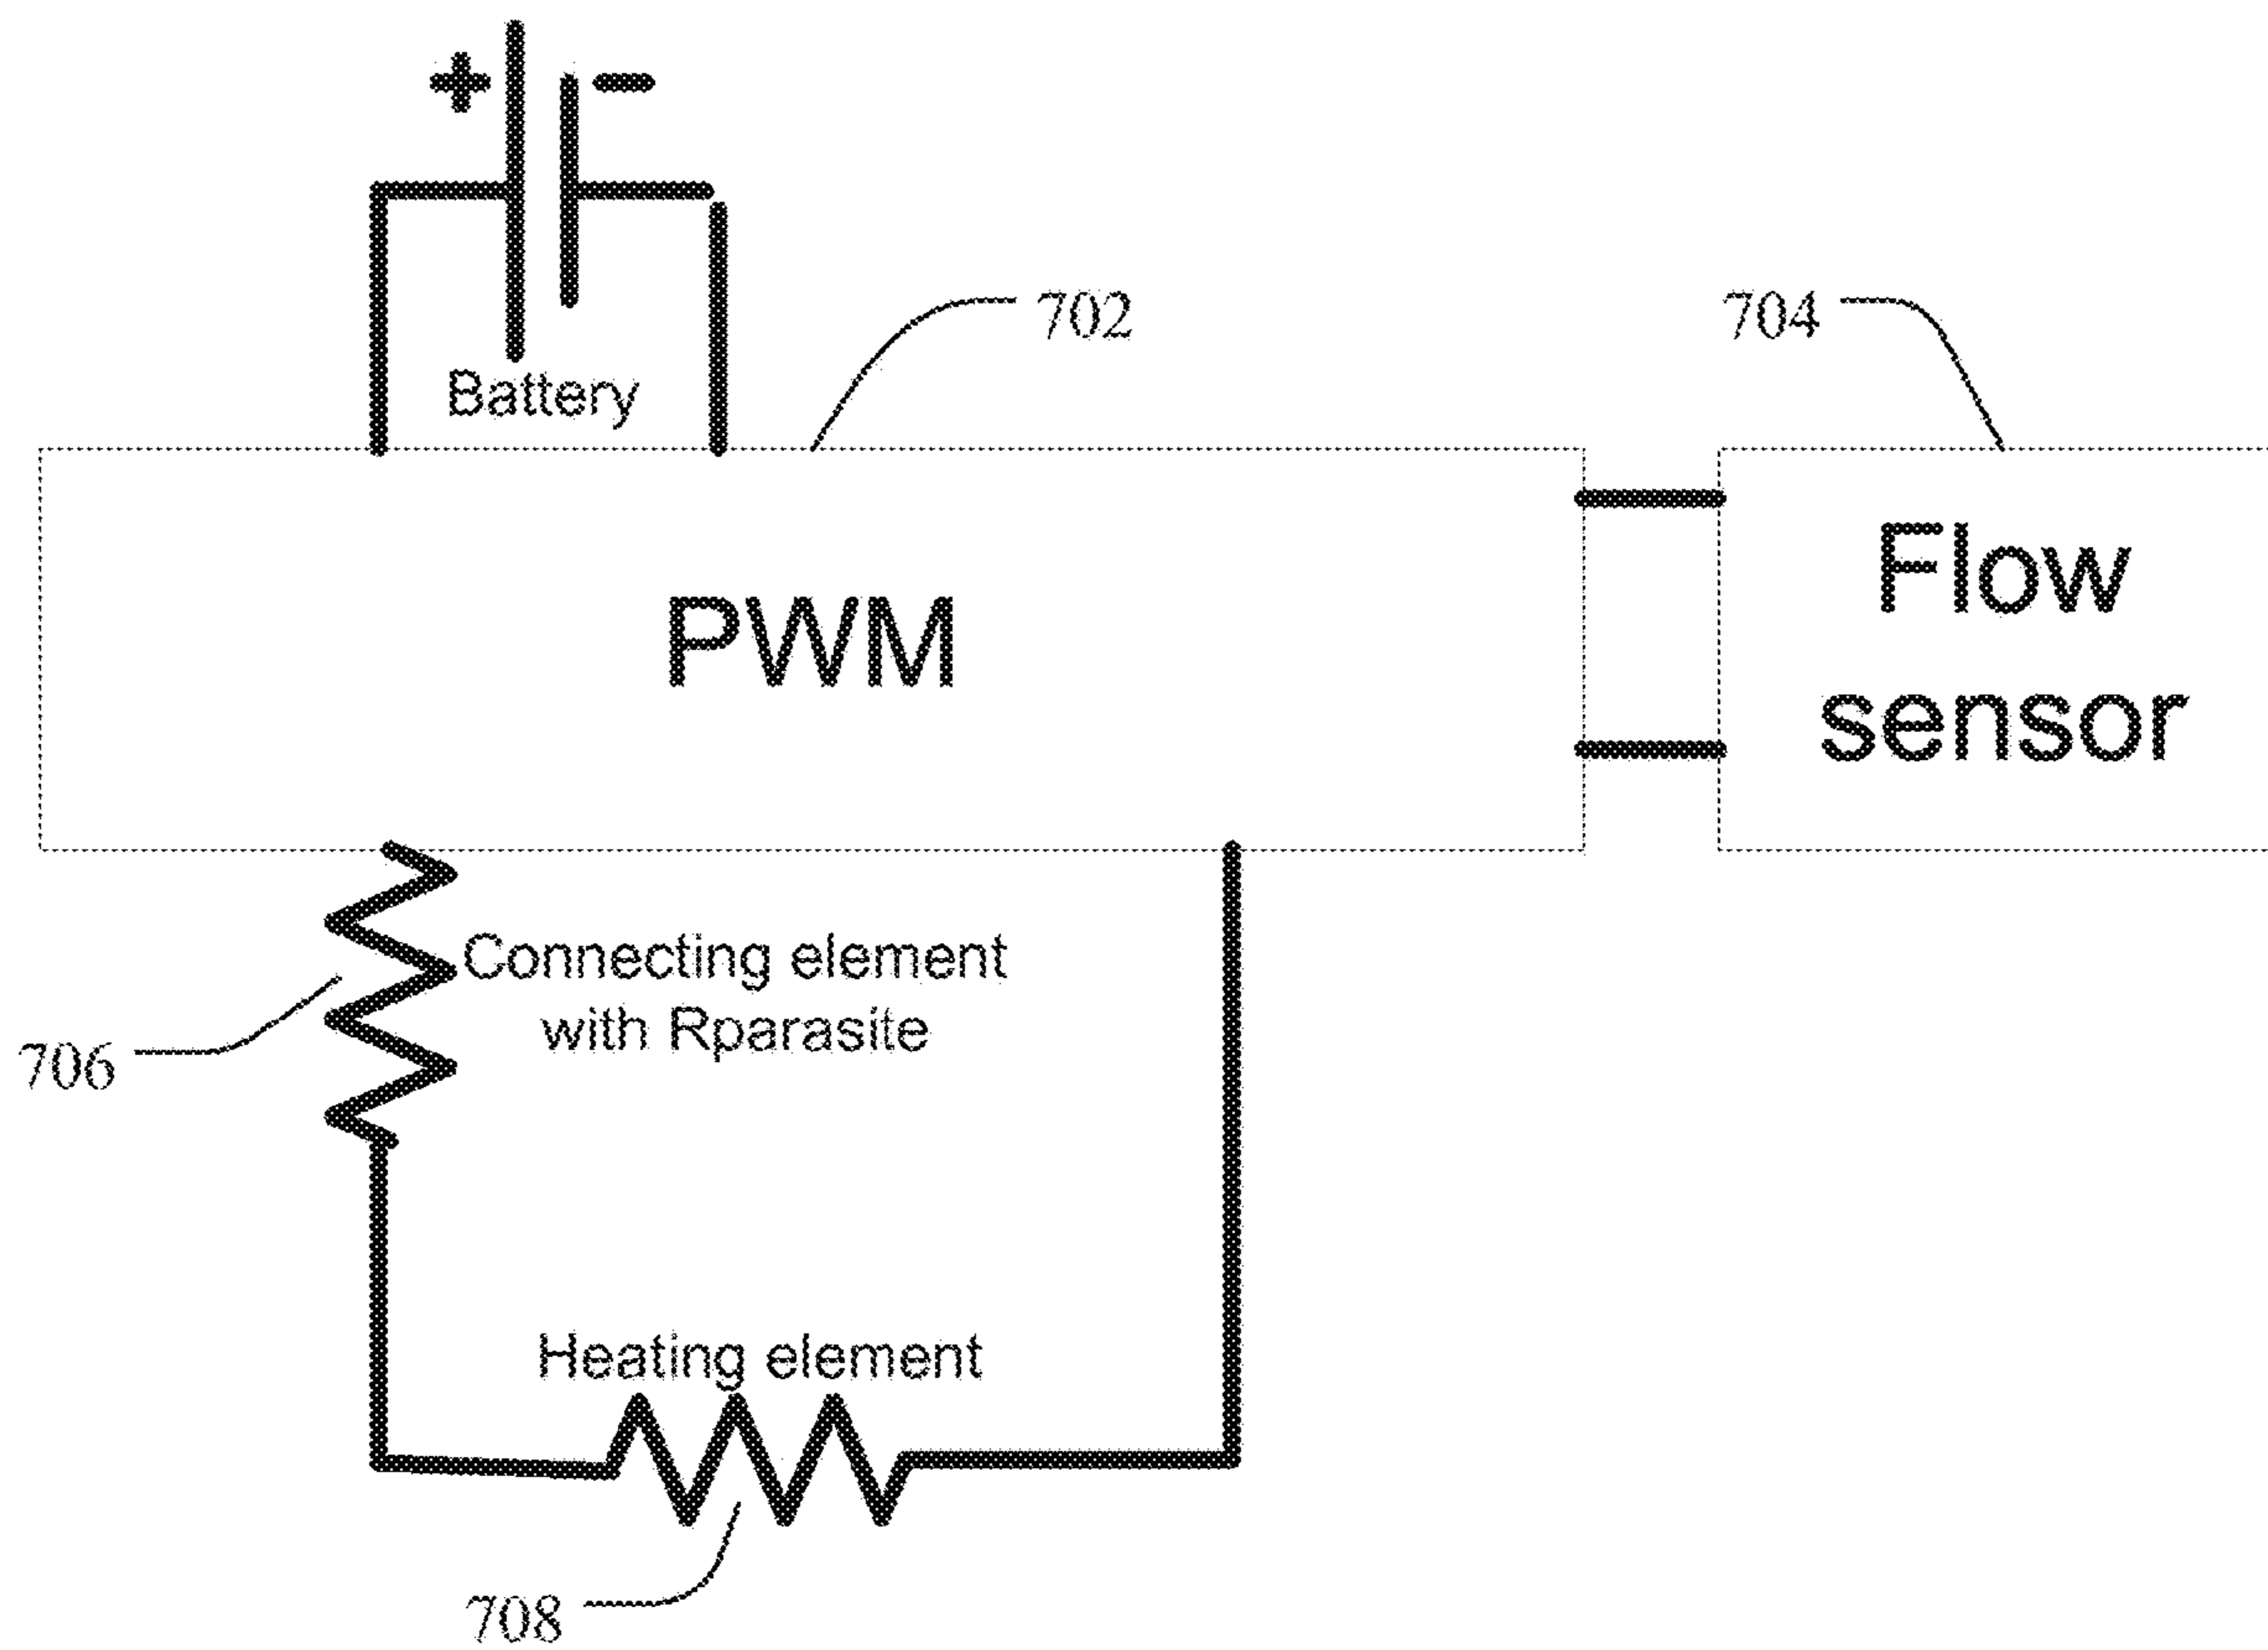 + -
Battery
702
704
PWM
Flow
sensor
Connecting element
with Rparasite
706
Heating element
708